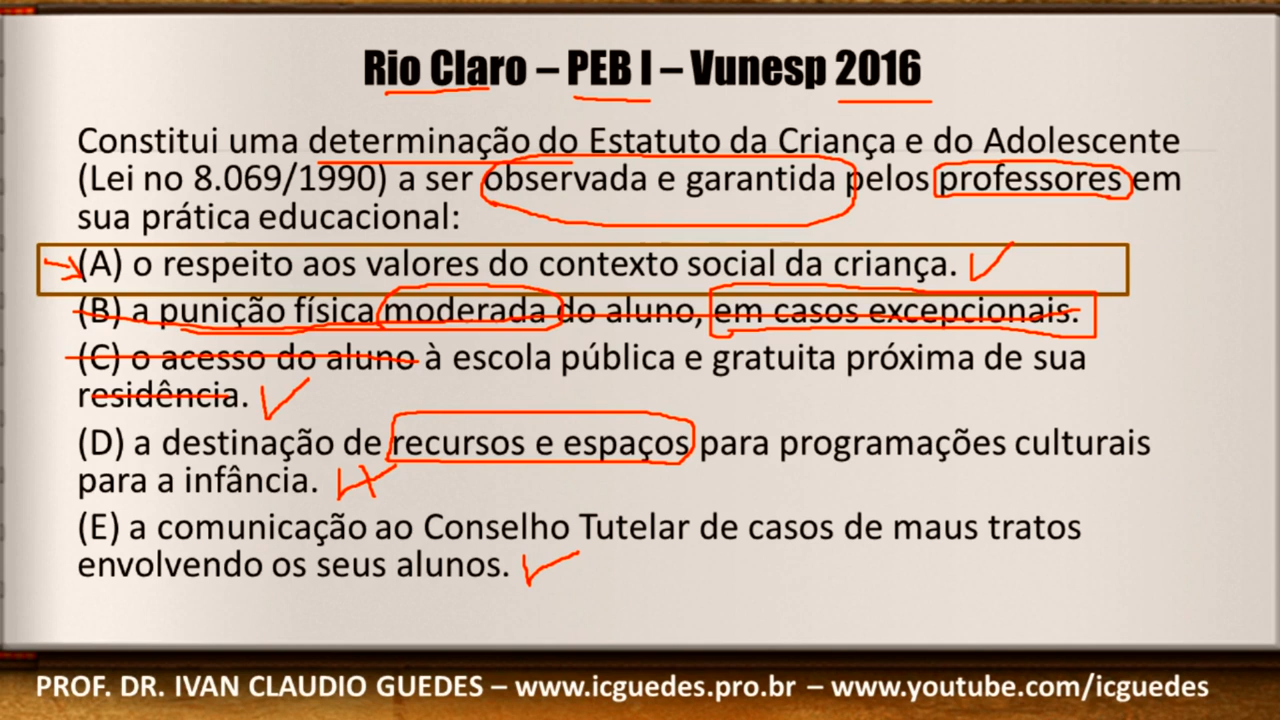 Rio Claro – PEB I – Vunesp 2016
Constitui uma determinação do Estatuto da Criança e do Adolescente
(Lei no 8.069/1990) a ser observada e garantida pelos professores em
sua prática educacional:
(A) o respeito aos valores do contexto social da criança.
(B) a punição física moderada do aluno, em casos excepcionais.
(C) o acesso do aluno à escola pública e gratuita próxima de sua
residência.
(D) a destinação de recursos e espaços para programações culturais
para a infância.
(E) a comunicação ao Conselho Tutelar de casos de maus tratos
envolvendo os seus alunos.
PROF. DR. IVAN CLAUDIO GUEDES – www.icguedes.pro.br – www.youtube.com/icguedes